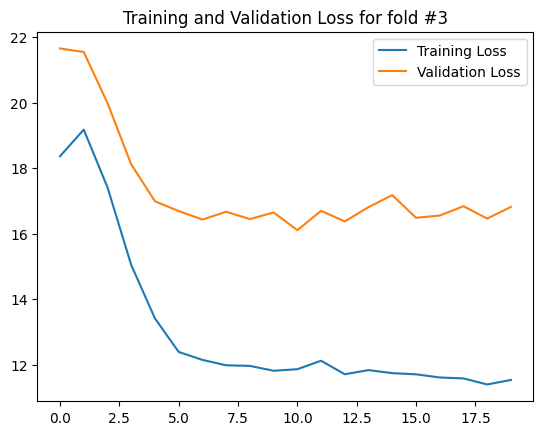 Training and Validation Loss for fold #3
Training Loss
Validation Loss
22
20
18
16
14
12
0.0 2.5 5.0 7.5 10.0 12.5 15.0 17.5